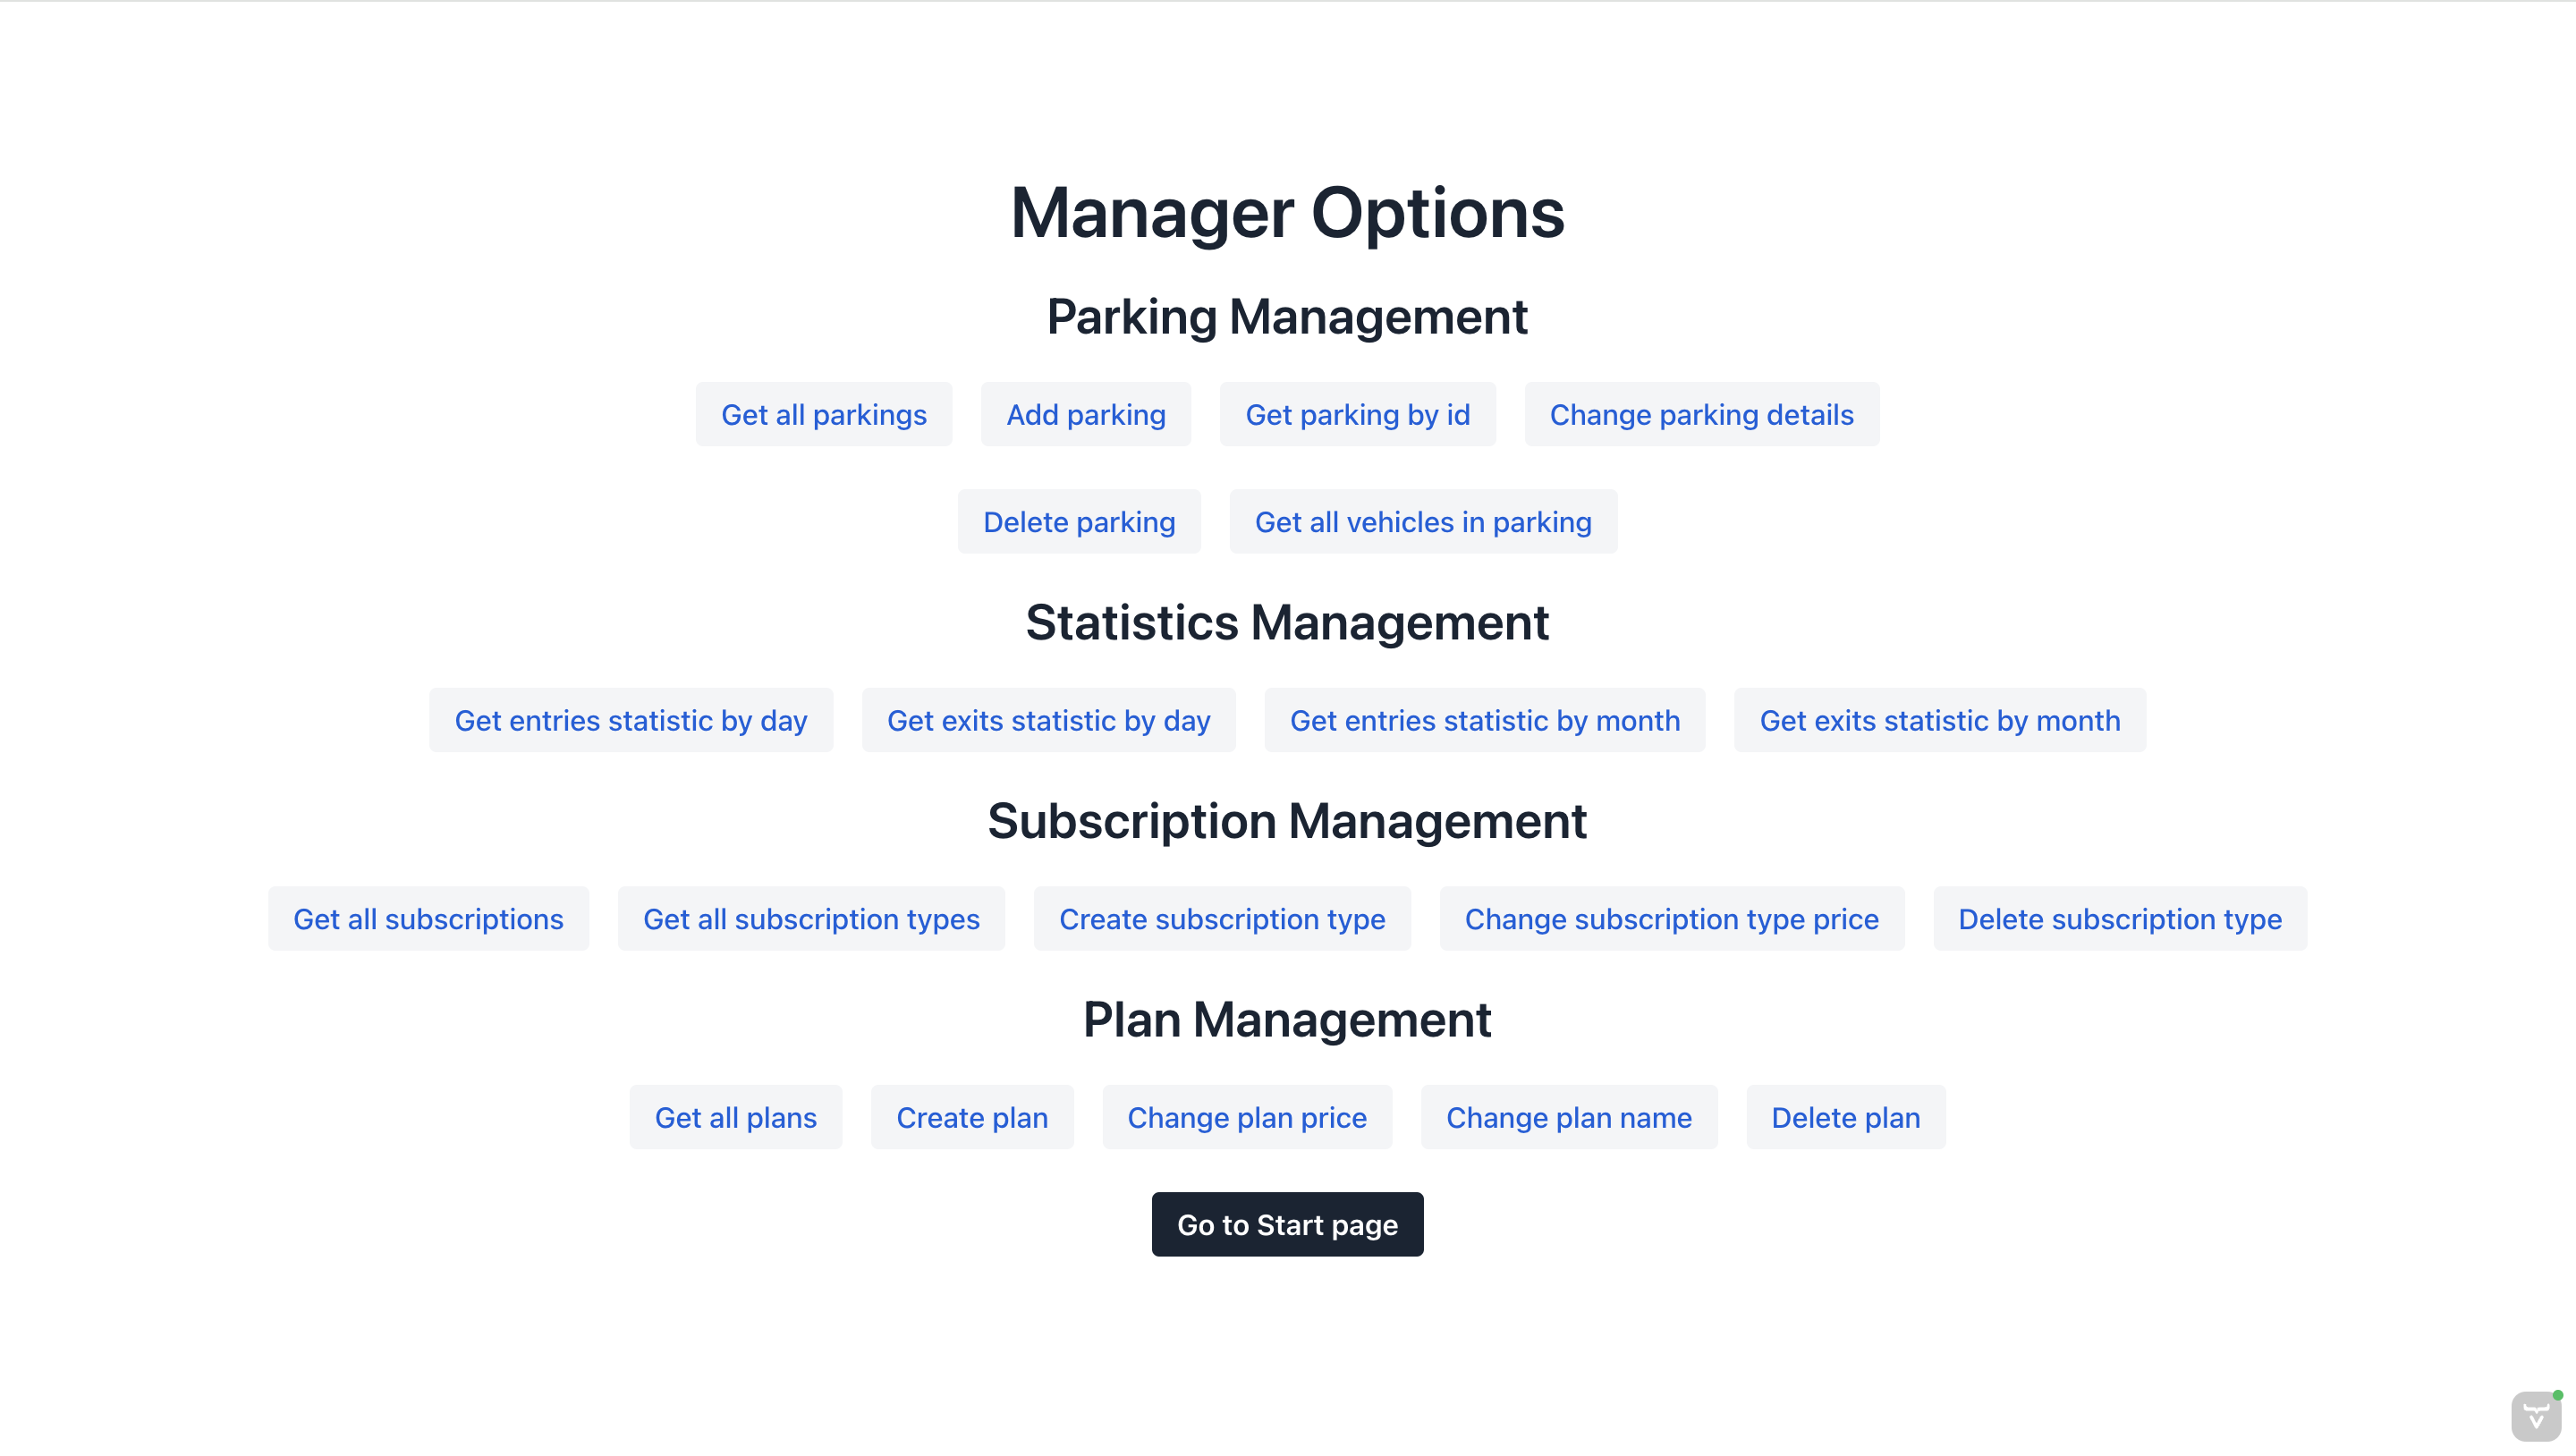 Manager Options
Parking Management
Get all parkings Add parking Get parking by id Change parking details
Delete parking Get all vehicles in parking
Statistics Management
Get entries statistic by day Get exits statistic by day Get entries statistic by month Get exits statistic by month
Subscription Management
Get all subscriptions Get all subscription types Create subscription type Change subscription type price Delete subscription type
Plan Management
Get all plans Create plan Change plan price Change plan name Delete plan
Go to Start page